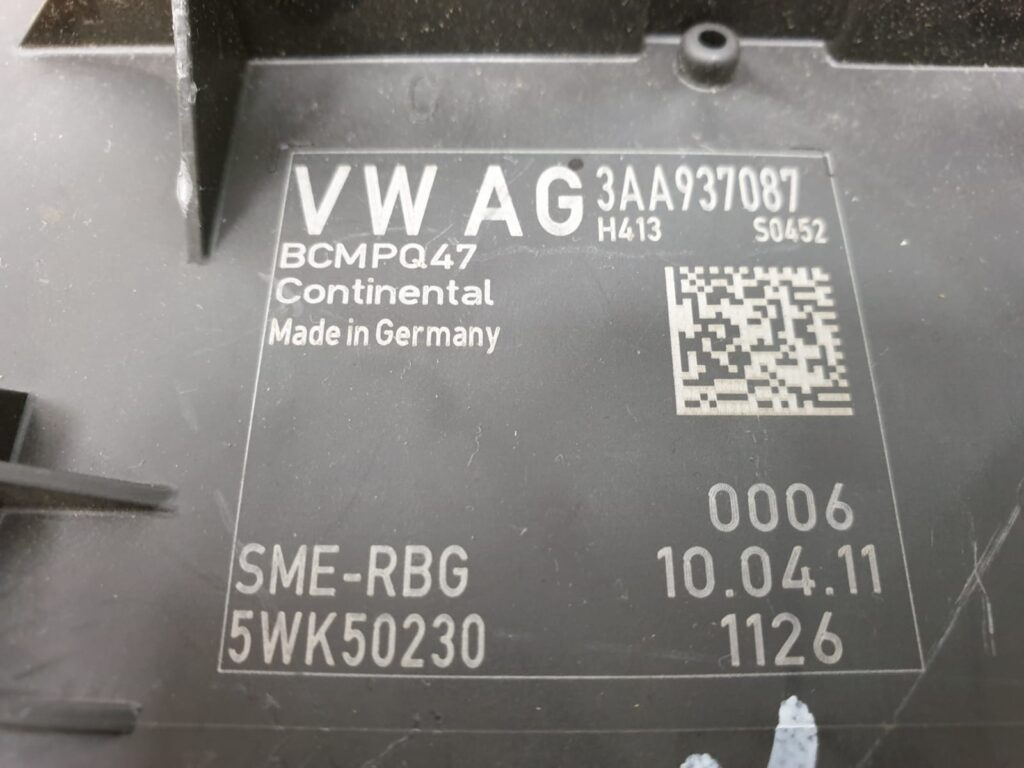 VW AG 3AA937087
H413 S0452
BCMPQ47
Continental
Made in Germany
0006
SME-RBG 10.04.11
5WK50230 1126